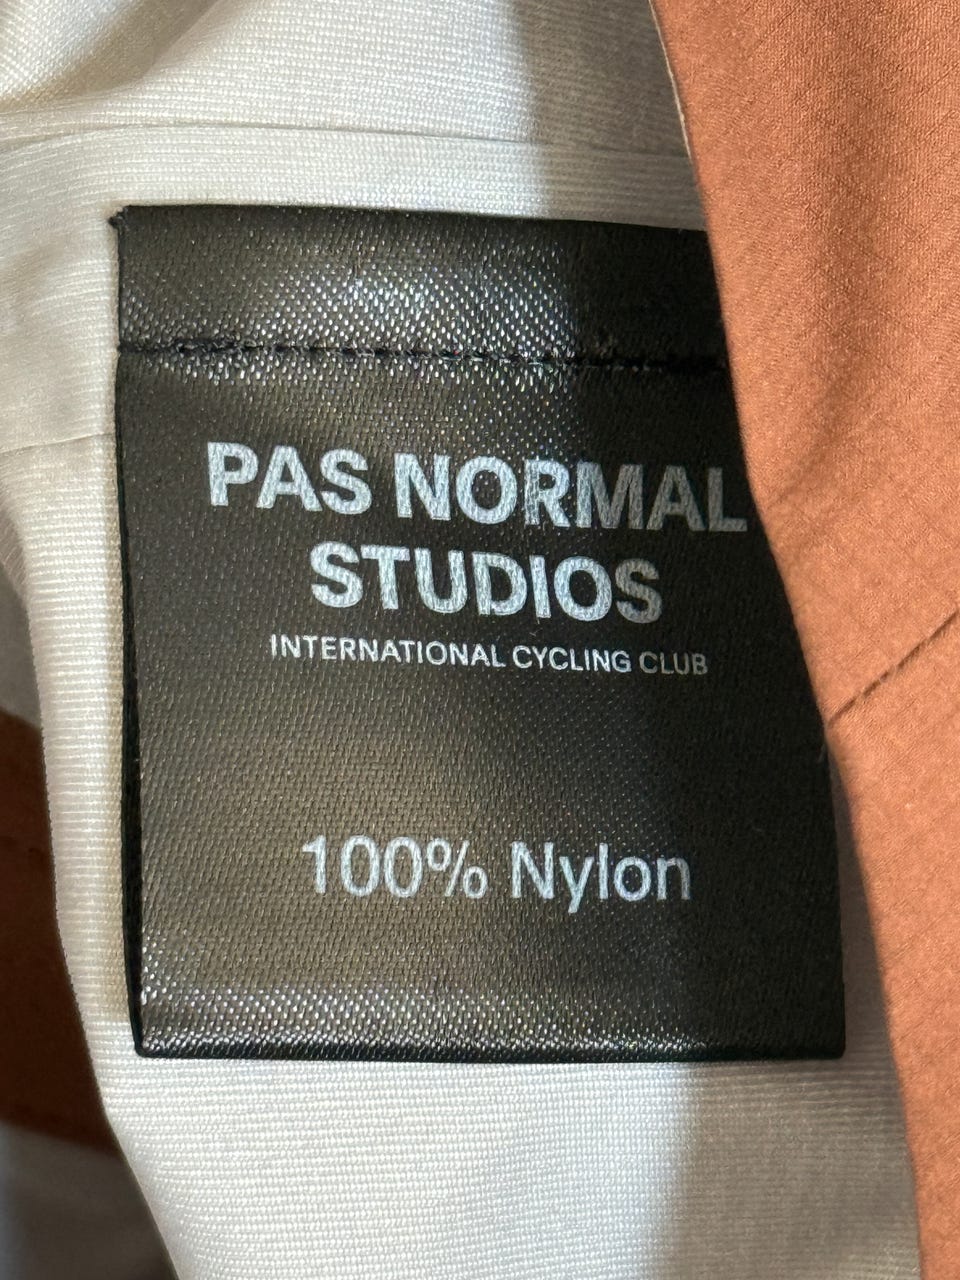 PAS NORMAL
STUDIOS
INTERNATIONAL CYCLING CLUB
100% Nylon